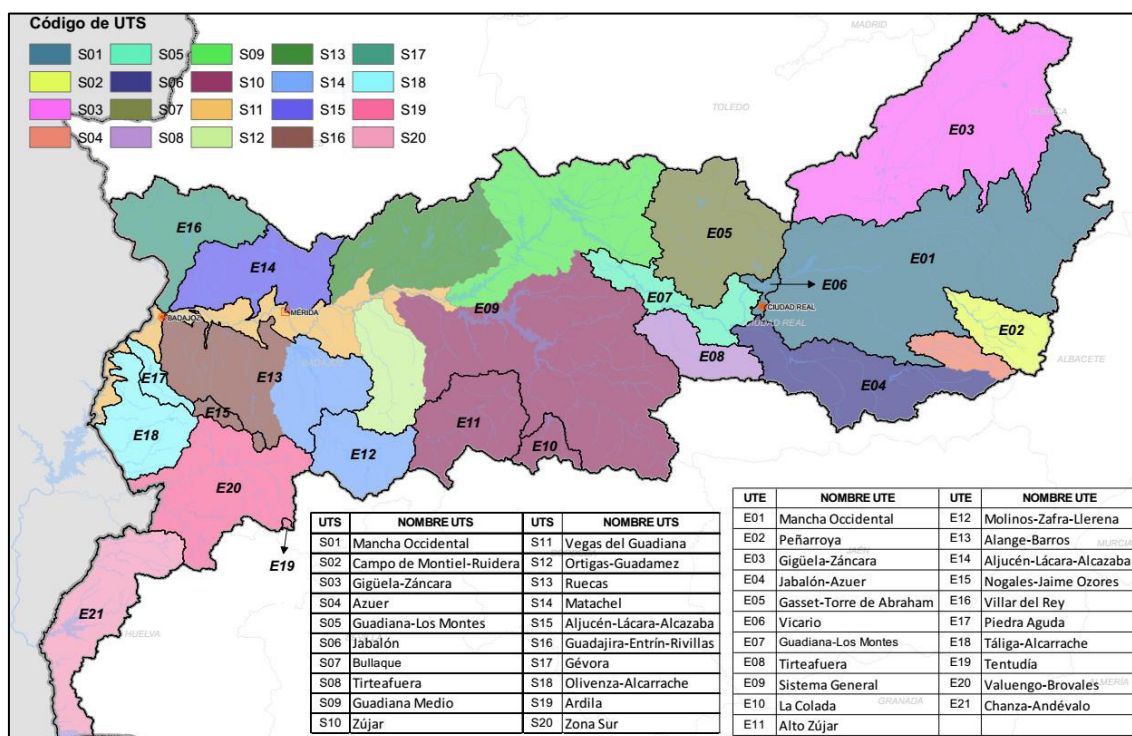 Código de UTS
S01 S05 S09 S13 S17
S02 S06 S10 S14 S18
S03 S07 S11 S15 S19
S04 S08 S12 S16 S20
MADRID
TOLEDO
E03
E16
E05
E14
E01
E07
E06
MÉRIDA
E09
CIUDAD REAL
BADAJOZ
CIUDAD REAL
E02
E08
ALBACETE
E17
E13
E04
E15
E11
E18
E10
E12
E20
E19
E21
HUELVA
JAÉN
MURCIA
GRANADA
ALMERÍA
UTS NOMBRE UTS UTS NOMBRE UTS
S01 Mancha Occidental S11 Vegas del Guadiana
S02 Campo de Montiel-Ruidera S12 Ortigas-Guadamez
S03 Gigüela-Záncara S13 Ruecas
S04 Azuer S14 Matachel
S05 Guadiana-Los Montes S15 Aljucén-Lácara-Alcazaba
S06 Jabalón S16 Guadajira-Entrín-Rivillas
S07 Bullaque S17 Gévora
S08 Tirteafuera S18 Olivenza-Alcarrache
S09 Guadiana Medio S19 Ardila
S10 Zújar S20 Zona Sur
UTE NOMBRE UTE UTE NOMBRE UTE
E01 Mancha Occidental E12 Molinos-Zafra-Llerena
E02 Peñarroya E13 Alange-Barros
E03 Gigüela-Záncara E14 Aljucén-Lácara-Alcazaba
E04 Jabalón-Azuer E15 Nogales-Jaime Ozores
E05 Gasset-Torre de Abraham E16 Villar del Rey
E06 Vicario E17 Piedra Aguda
E07 Guadiana-Los Montes E18 Táliga-Alcarrache
E08 Tirteafuera E19 Tentudía
E09 Sistema General E20 Valuengo-Brovales
E10 La Colada E21 Chanza-Andévalo
E11 Alto Zújar